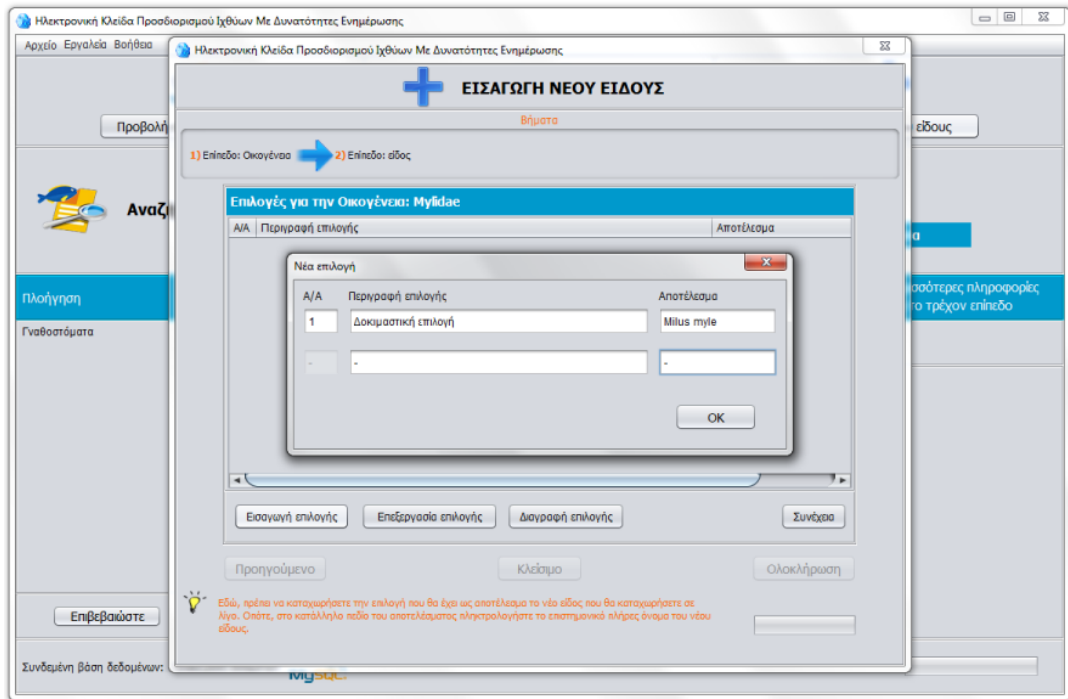 Ηλεκτρονική Κλείδα Προσδιορισμού Ιχθύων Με Δυνατότητες Ενημέρωσης
Αρχείο Εργαλεία Βοήθεια
Ηλεκτρονική Κλείδα Προσδιορισμού Ιχθύων Με Δυνατότητες Ενημέρωσης
ΕΙΣΑΓΩΓΗ ΝΕΟΥ ΕΙΔΟΥΣ
Βήματα
Προβολή
είδους
1) Επίπεδο: Οικογένεια 2) Επίπεδο: είδος
Αναζ
Επιλογές για την Οικογένεια: Mylidae
Α/Α Περιγραφή επιλογής Αποτέλεσμα
α
Νέα επιλογή
Α/Α Περιγραφή επιλογής Αποτέλεσμα
1 Δοκιμαστική επιλογή Milus myle
- - -
OK
Πλοήγηση
σσότερες πληροφορίες
το τρέχον επίπεδο
Γναθοστόματα
Εισαγωγή επιλογής Επεξεργασία επιλογής Διαγραφή επιλογής Συνέχεια
Προηγούμενο Κλείσιμο Ολοκλήρωση
Εδώ, πρέπει να καταχωρήσετε την επιλογή που θα έχει ως αποτέλεσμα το νέο είδος που θα καταχωρήσετε σε
λίγο. Οπότε, στο κατάλληλο πεδίο του αποτελέσματος πληκτρολογήστε το επιστημονικό πλήρες όνομα του νέου
είδους.
Επιβεβαιώστε
Συνδεμένη βάση δεδομένων:
MySQL